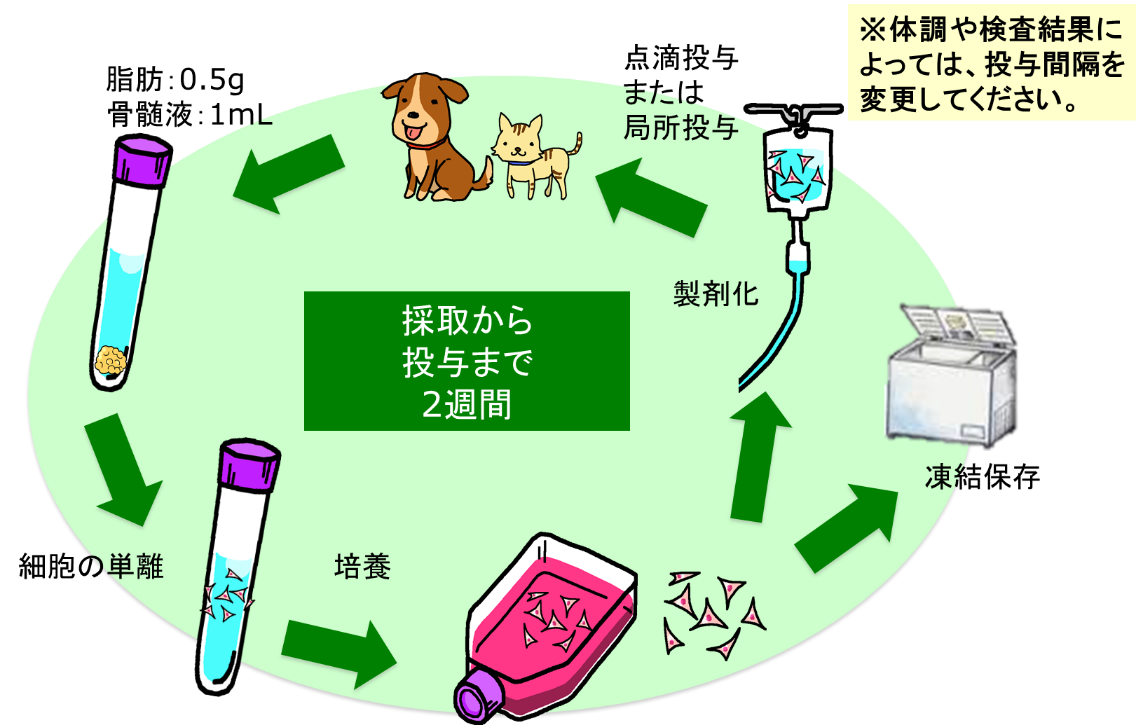 ※体調や検査結果に
よっては、投与間隔を
変更してください。
脂肪：0.5g
骨髄液：1mL
点滴投与
または
局所投与
製剤化
採取から
投与まで
2週間
凍結保存
細胞の単離
培養